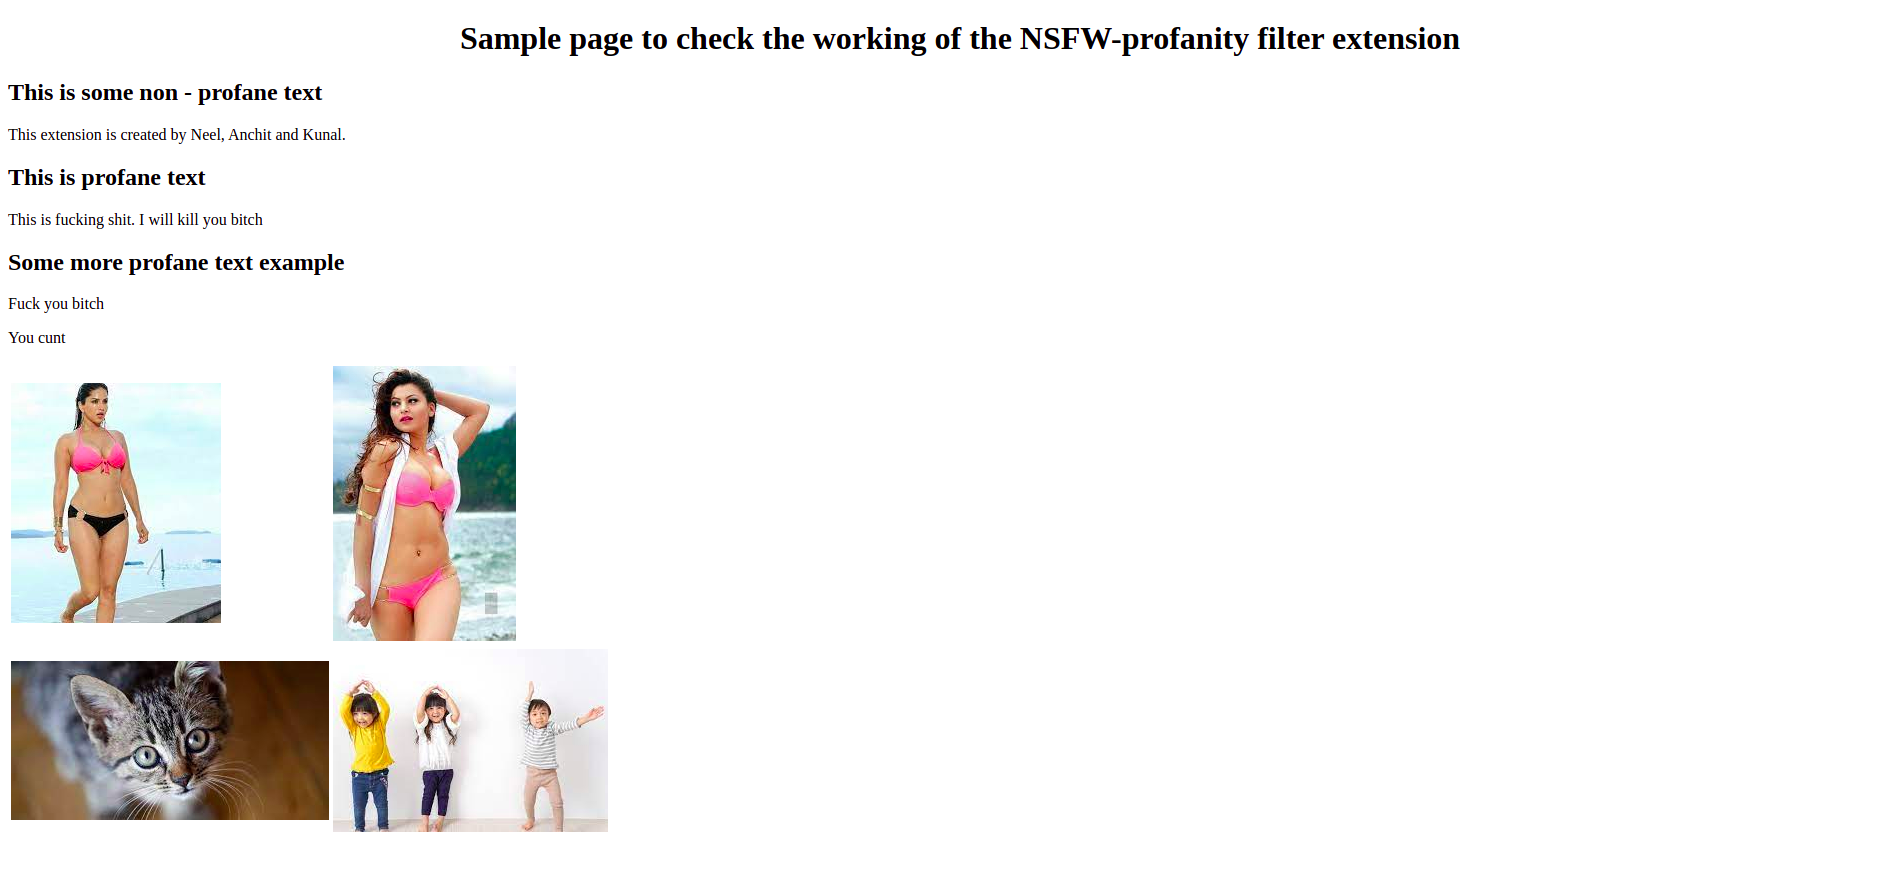 Sample page to check the working of the NSFW-profanity filter extension
This is some non - profane text
This extension is created by Neel, Anchit and Kunal.
This is profane text
This is fucking shit. I will kill you bitch
Some more profane text example
Fuck you bitch
You cunt